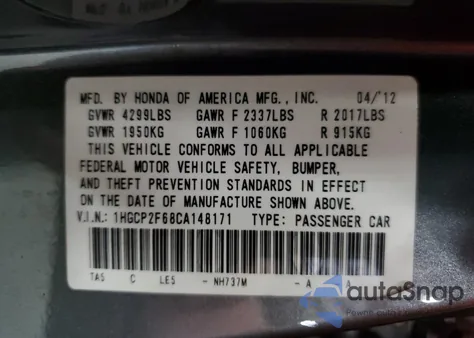 MFD. BY HONDA OF AMERICA MFG., INC. 04/12
GVWR 4299LBS GAWR F 2337LBS R 2017LBS
GVWR 1950KG GAWR F 1060KG R 915KG
THIS VEHICLE CONFORMS TO ALL APPLICABLE
FEDERAL MOTOR VEHICLE SAFETY, BUMPER,
AND THEFT PREVENTION STANDARDS IN EFFECT
ON THE DATE OF MANUFACTURE SHOWN ABOVE.
V.I.N.: 1HGCP2F68CA148171 TYPE: PASSENGER CAR
TA5 C LE5 - NH737M - A A
autoSnap